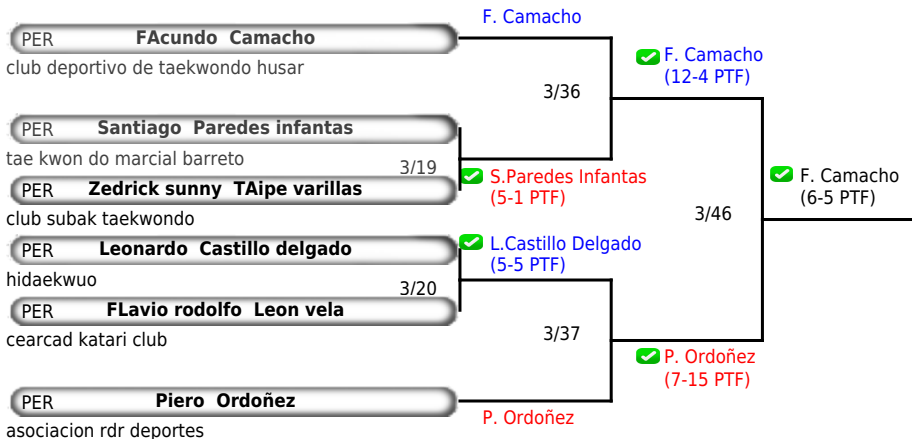 F. Camacho
PER FAcundo Camacho
club deportivo de taekwondo husar
F. Camacho
(12-4 PTF)
3/36
PER Santiago Paredes infantas
tae kwon do marcial barreto
3/19
S.Paredes Infantas
(5-1 PTF)
PER Zedrick sunny TAipe varillas
club subak taekwondo
F. Camacho
(6-5 PTF)
3/46
PER Leonardo Castillo delgado
L.Castillo Delgado
(5-5 PTF)
hidaekwuo
3/20
PER FLavio rodolfo Leon vela
cearcad katari club
3/37
P. Ordoñez
(7-15 PTF)
PER Piero Ordoñez
P. Ordoñez
asociacion rdr deportes